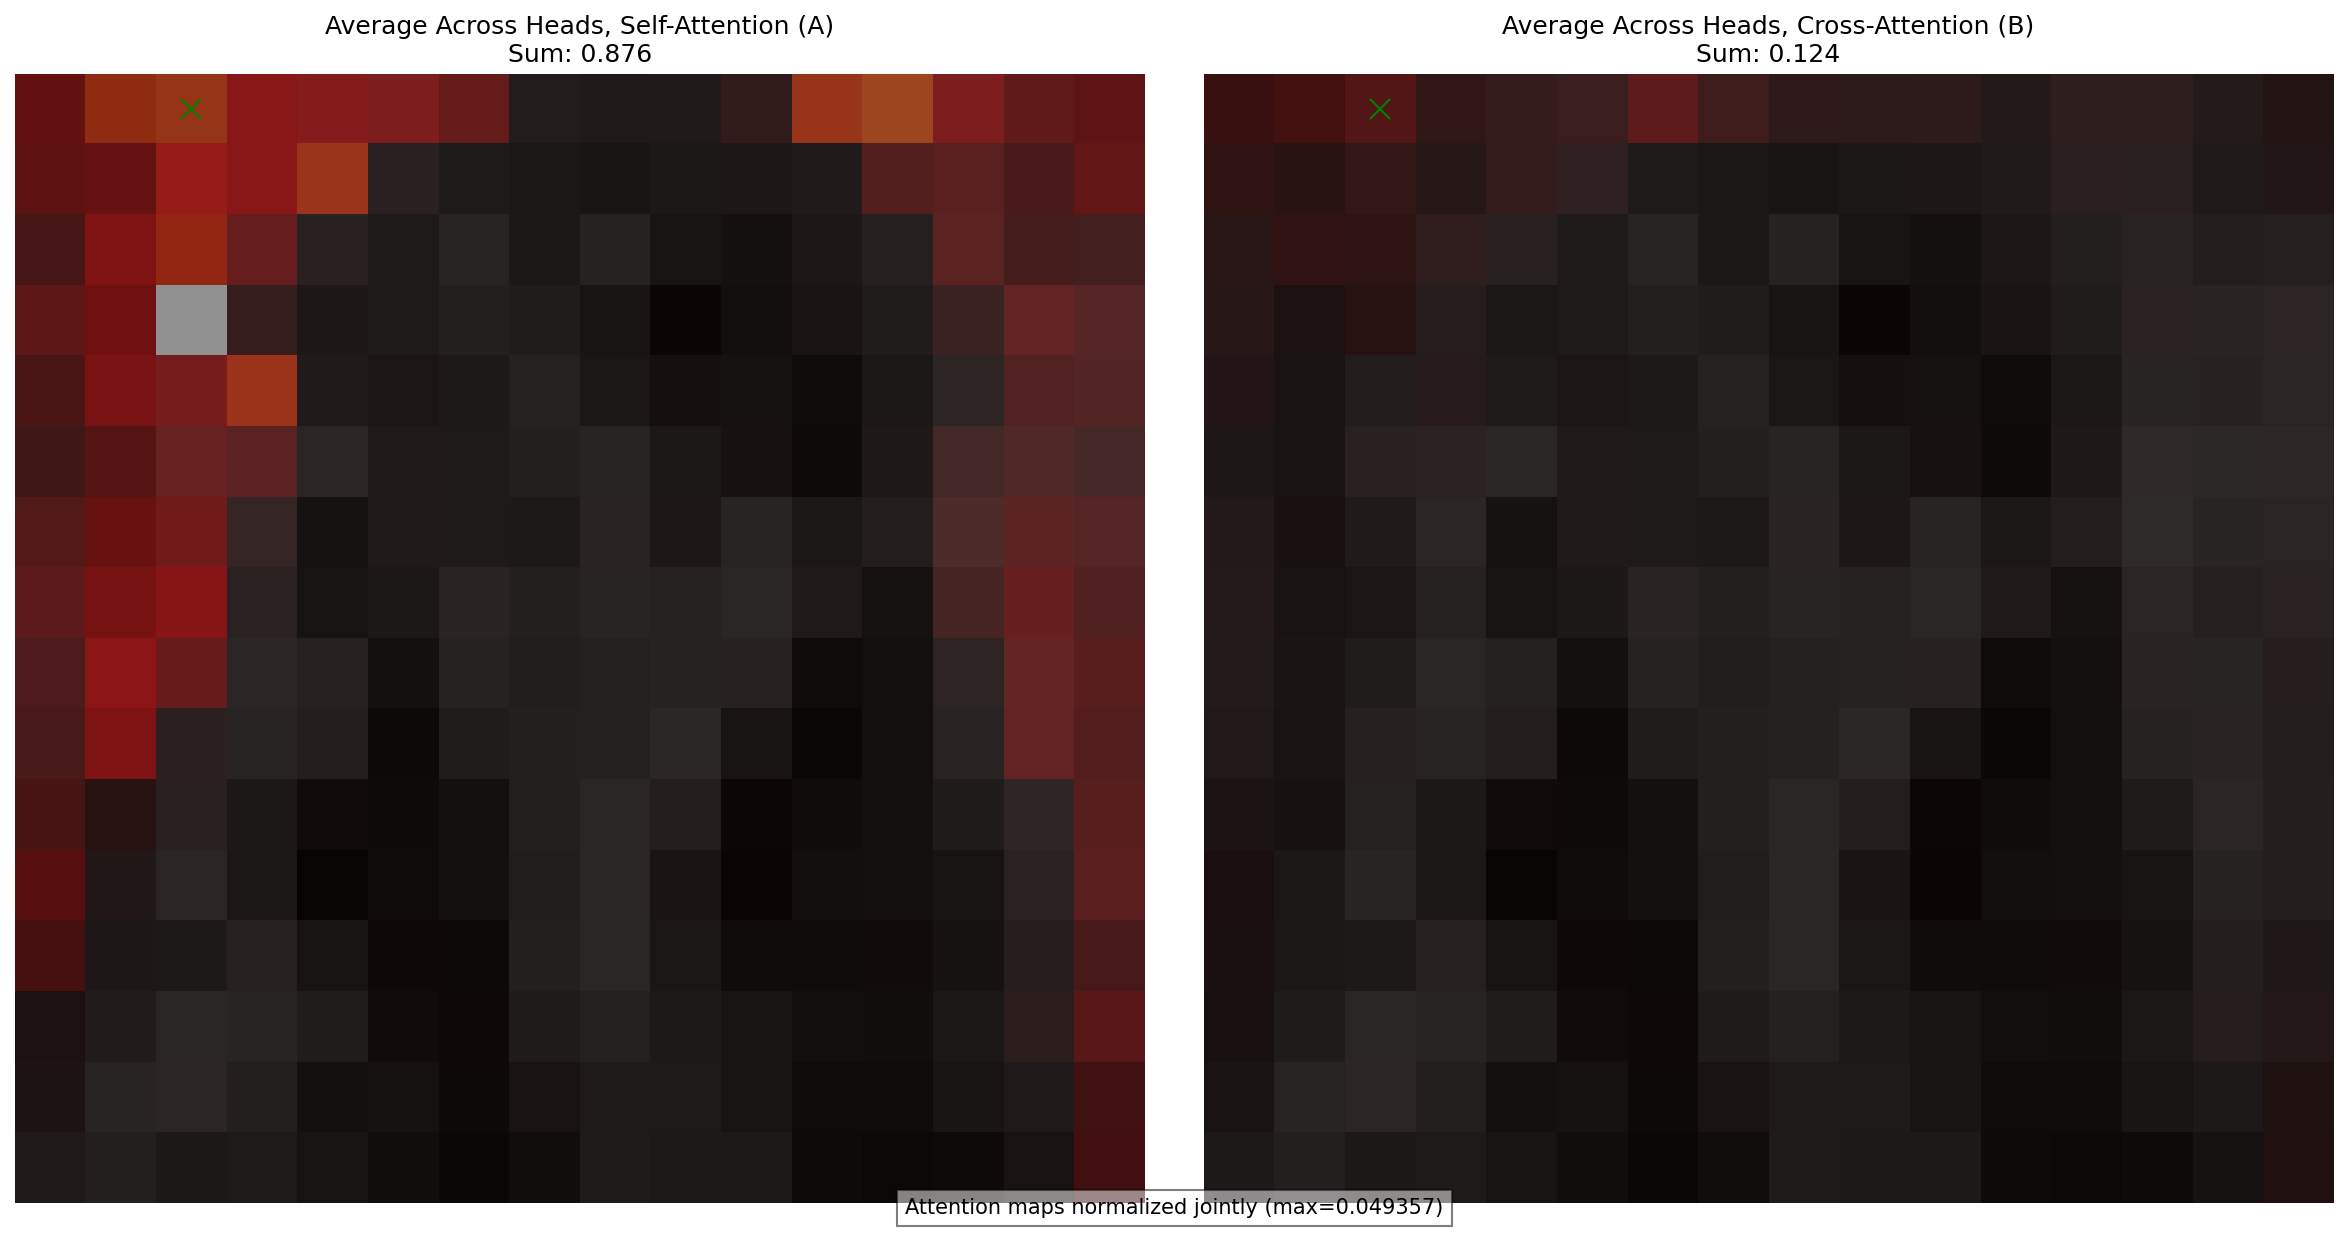 Average Across Heads, Self-Attention (A)
Sum: 0.876
Average Across Heads, Cross-Attention (B)
Sum: 0.124
Attention maps normalized jointly (max=0.049357)